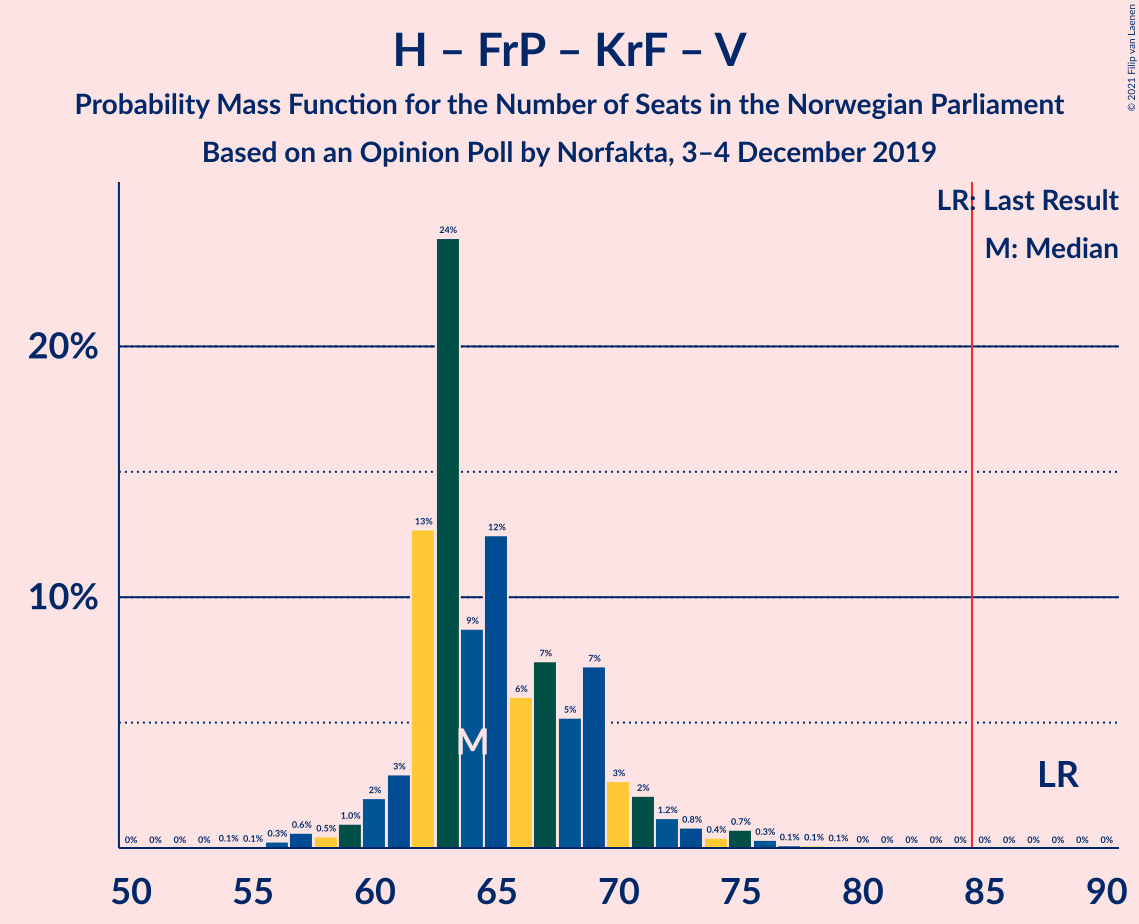 H – FrP – KrF – V
Probability Mass Function for the Number of Seats in the Norwegian Parliament
Based on an Opinion Poll by Norfakta, 3–4 December 2019
© 2021 Filip van Laenen
LR: Last Result
M: Median
24%
20%
13%
12%
10%
9%
7%
7%
6%
5%
M
LR
0% 0% 0% 0% 0.1% 0.1% 0.3% 0.6% 0.5% 1.0% 2% 3% 3% 2% 1.2% 0.8% 0.4% 0.7% 0.3% 0.1% 0.1% 0.1% 0% 0% 0% 0% 0% 0% 0% 0% 0% 0% 0%
50 55 60 65 70 75 80 85 90